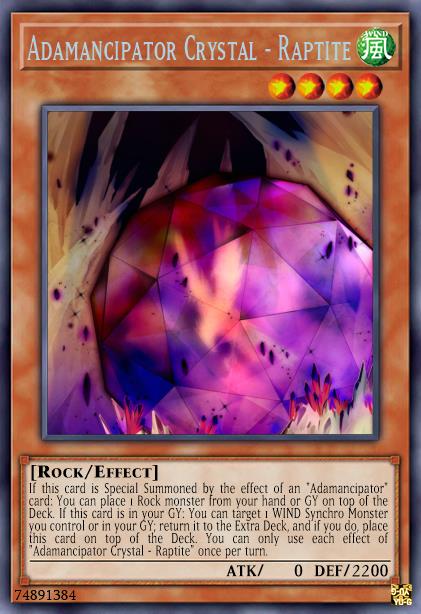 Adamancipator Crystal - Raptite
WIND
風
[Rock/Effect]
If this card is Special Summoned by the effect of an "Adamancipator"
card: You can place 1 Rock monster from your hand or GY on top of the
Deck. If this card is in your GY: You can target 1 WIND Synchro Monster
you control or in your GY; return it to the Extra Deck, and if you do, place
this card on top of the Deck. You can only use each effect of
"Adamancipator Crystal - Raptite" once per turn.
ATK/ 0 DEF/2200
74891384